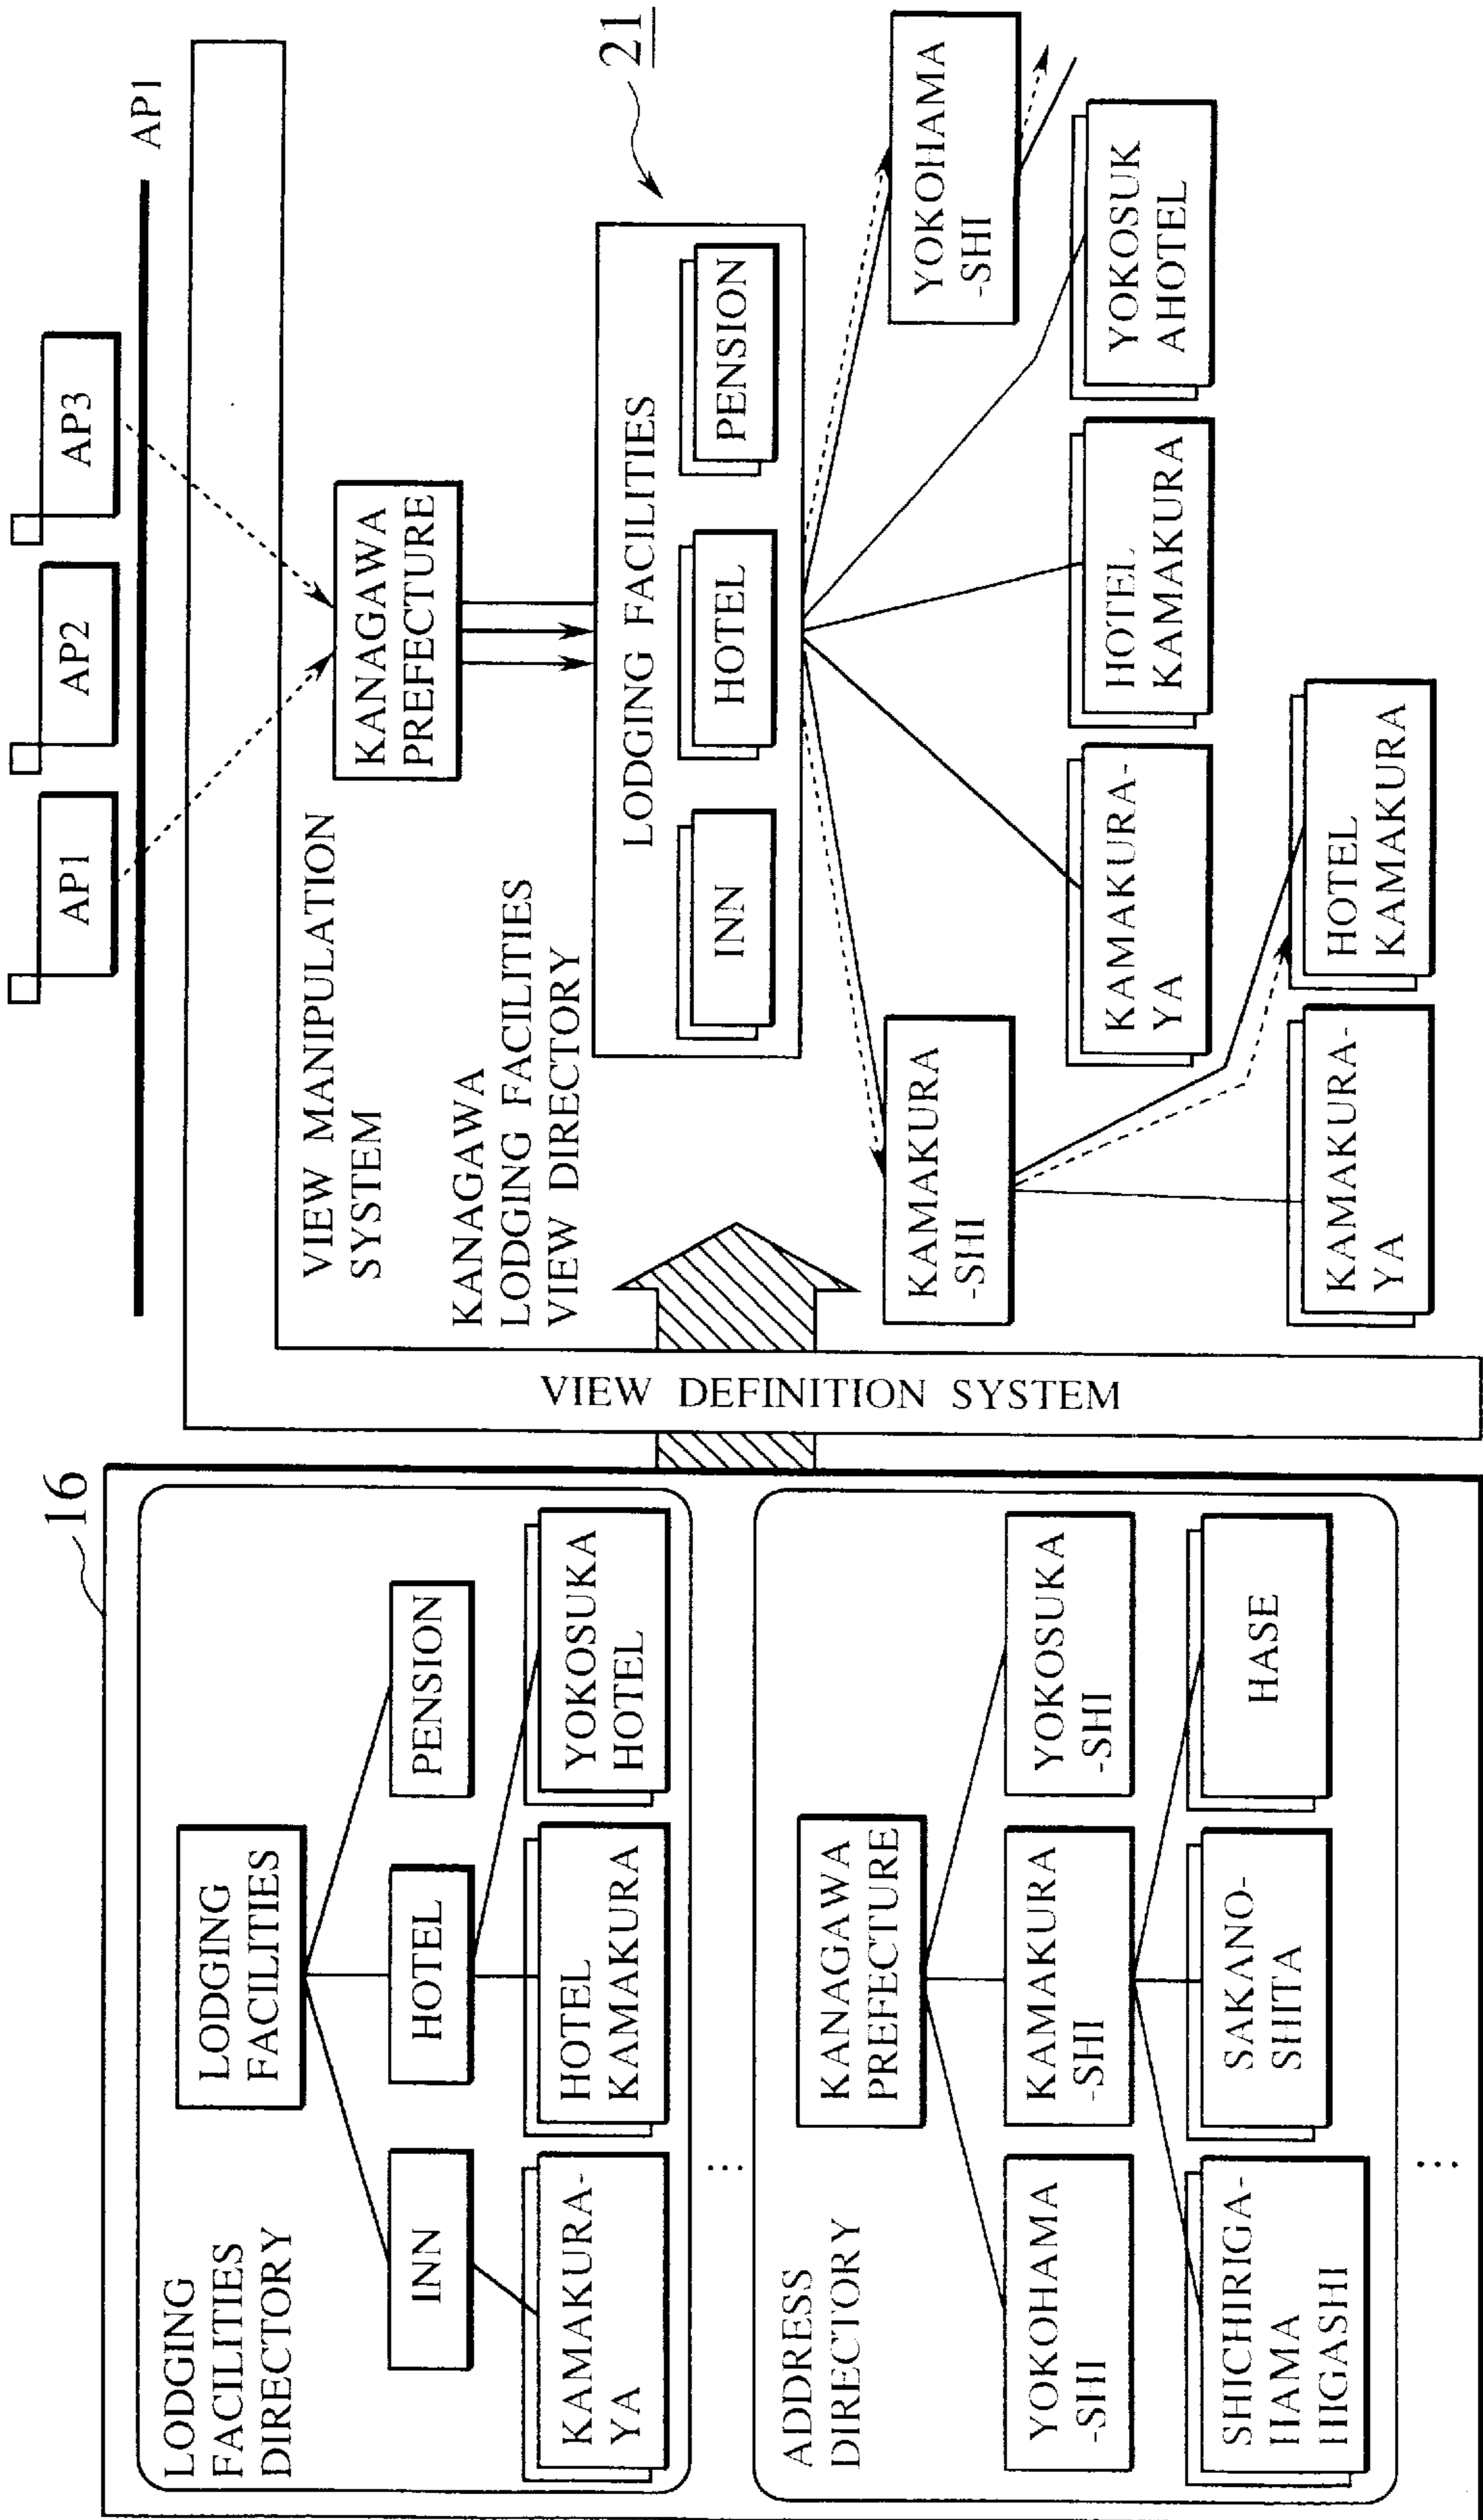 16
LODGING
FACILITIES
DIRECTORY
LODGING
FACILITIES
INN
HOTEL
PENSION
KAMAKURA-
YA
HOTEL
KAMAKURA
YOKOSUKA
HOTEL
...
ADDRESS
DIRECTORY
KANAGAWA
PREFECTURE
YOKOHAMA
-SHI
KAMAKURA
-SHI
YOKOSUKA
-SHI
SHICHIRIGA-
HAMA
HIGASHI
SAKANO-
SHITA
HASE
...
VIEW DEFINITION SYSTEM
AP1
AP2
AP3
AP1
VIEW MANIPULATION
SYSTEM
KANAGAWA
LODGING FACILITIES
VIEW DIRECTORY
KANAGAWA
PREFECTURE
21
LODGING FACILITIES
INN
HOTEL
PENSION
KAMAKURA
-SHI
YOKOHAMA
-SHI
KAMAKURA-
YA
HOTEL
KAMAKURA
YOKOSUK
AHOTEL
KAMAKURA-
YA
HOTEL
KAMAKURA